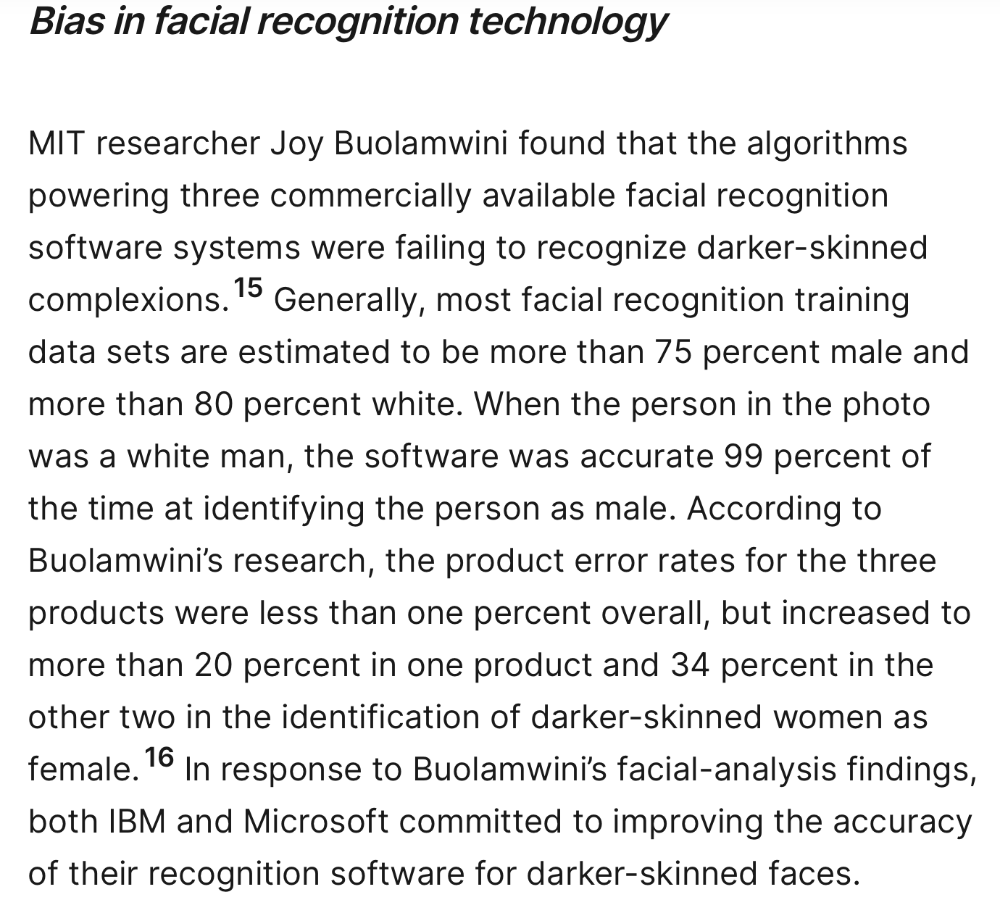 Bias in facial recognition technology
MIT researcher Joy Buolamwini found that the algorithms
powering three commercially available facial recognition
software systems were failing to recognize darker-skinned
complexions.15 Generally, most facial recognition training
data sets are estimated to be more than 75 percent male and
more than 80 percent white. When the person in the photo
was a white man, the software was accurate 99 percent of
the time at identifying the person as male. According to
Buolamwini’s research, the product error rates for the three
products were less than one percent overall, but increased to
more than 20 percent in one product and 34 percent in the
other two in the identification of darker-skinned women as
female.16 In response to Buolamwini’s facial-analysis findings,
both IBM and Microsoft committed to improving the accuracy
of their recognition software for darker-skinned faces.